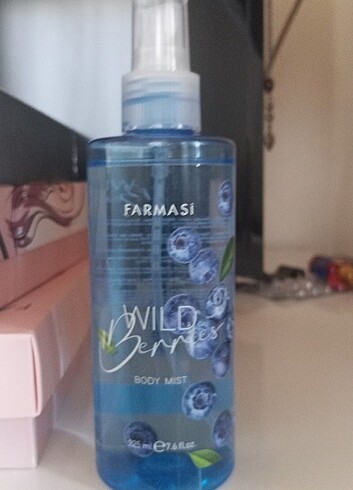 FARMASi
WILD
Berries
BODY MIST
225 ml ℮ 7.6 fl.oz.